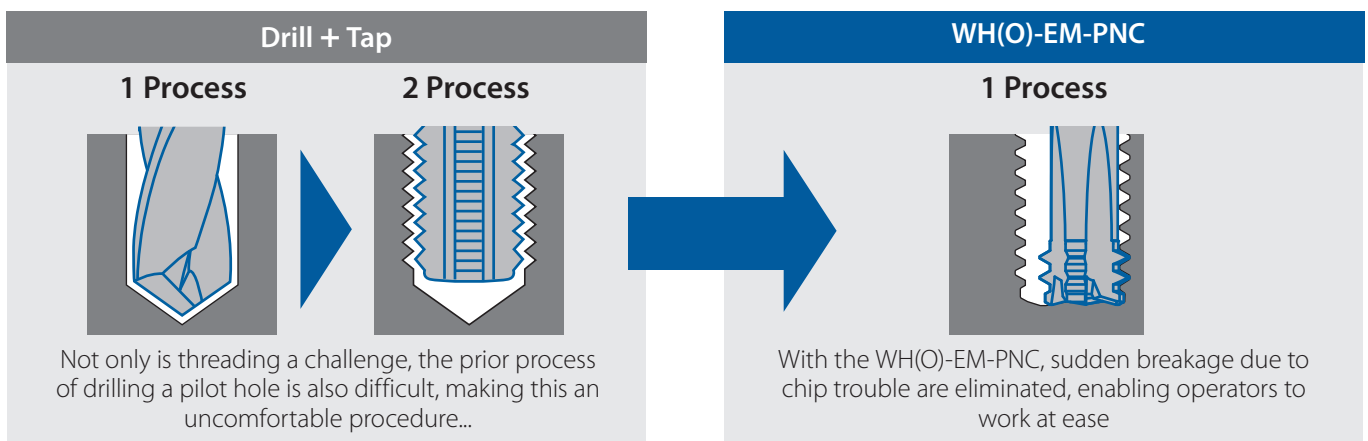 Drill + Tap
1 Process
2 Process
Not only is threading a challenge, the prior process
of drilling a pilot hole is also difficult, making this an
uncomfortable procedure...
WH(O)-EM-PNC
1 Process
With the WH(O)-EM-PNC, sudden breakage due to
chip trouble are eliminated, enabling operators to
work at ease